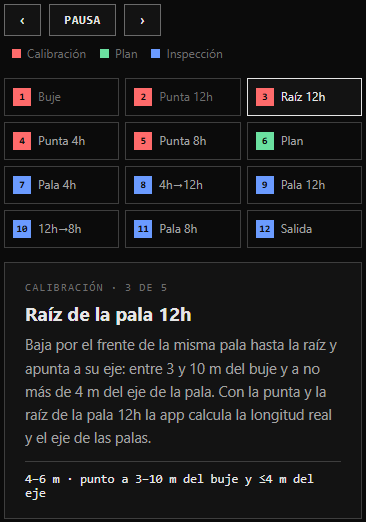 ‹ PAUSA ›
Calibración Plan Inspección
1 Buje 2 Punta 12h 3 Raíz 12h
4 Punta 4h 5 Punta 8h 6 Plan
7 Pala 4h 8 4h→12h 9 Pala 12h
10 12h→8h 11 Pala 8h 12 Salida
CALIBRACIÓN · 3 DE 5
Raíz de la pala 12h
Baja por el frente de la misma pala hasta la raíz y
apunta a su eje: entre 3 y 10 m del buje y a no
más de 4 m del eje de la pala. Con la punta y la
raíz de la pala 12h la app calcula la longitud real
y el eje de las palas.
4–6 m · punto a 3–10 m del buje y ≤4 m del
eje